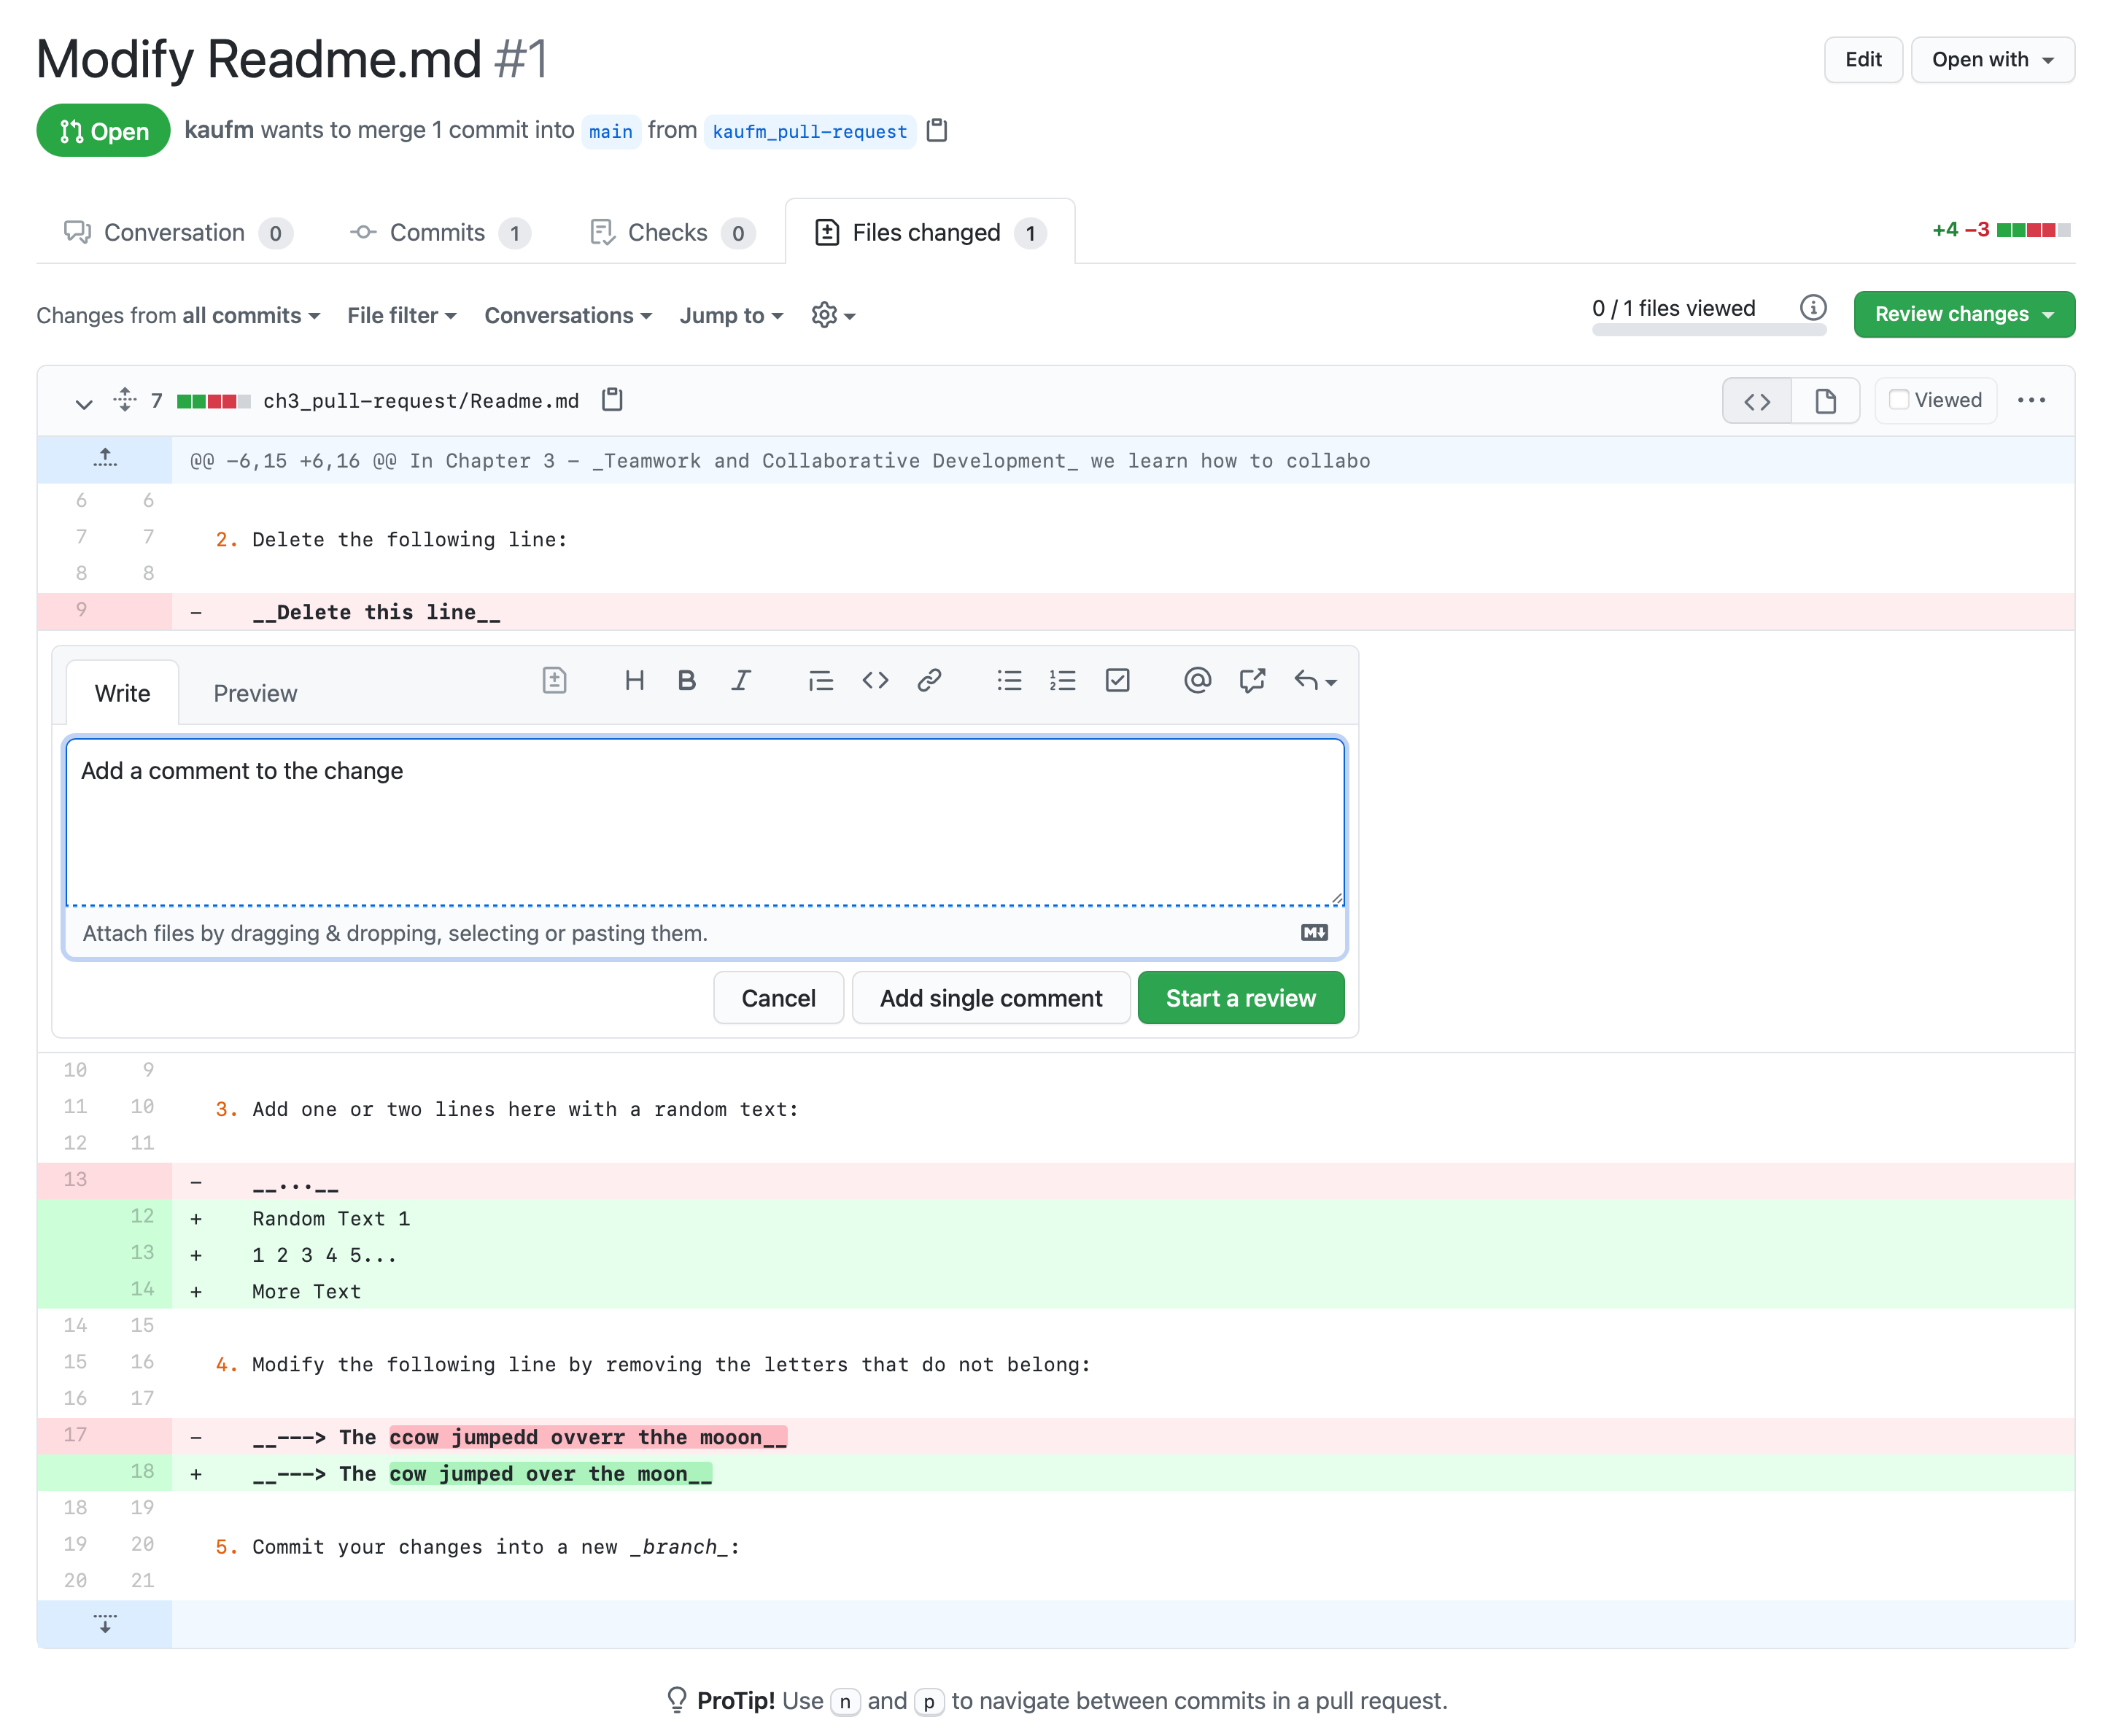 Modify Readme.md #1
Edit
Open with
Open
kaufm wants to merge 1 commit into main from kaufm_pull-request
Conversation 0
Commits 1
Checks 0
Files changed 1
+4 −3
Changes from all commits
File filter
Conversations
Jump to
0 / 1 files viewed
Review changes
7 ch3_pull-request/Readme.md
Viewed
@@ -6,15 +6,16 @@ In Chapter 3 - _Teamwork and Collaborative Development_ we learn how to collabo
6 6
7 7 2. Delete the following line:
8 8
9 - __Delete this line__
Write
Preview
Add a comment to the change
Attach files by dragging & dropping, selecting or pasting them.
Cancel
Add single comment
Start a review
10 9
11 10 3. Add one or two lines here with a random text:
12 11
13 - __...__
12 + Random Text 1
13 + 1 2 3 4 5...
14 + More Text
14 15
15 16 4. Modify the following line by removing the letters that do not belong:
16 17
17 - __---> The ccow jumpedd ovverr thhe mooon__
18 + __---> The cow jumped over the moon__
18 19
19 20 5. Commit your changes into a new _branch_:
20 21
ProTip! Use n and p to navigate between commits in a pull request.